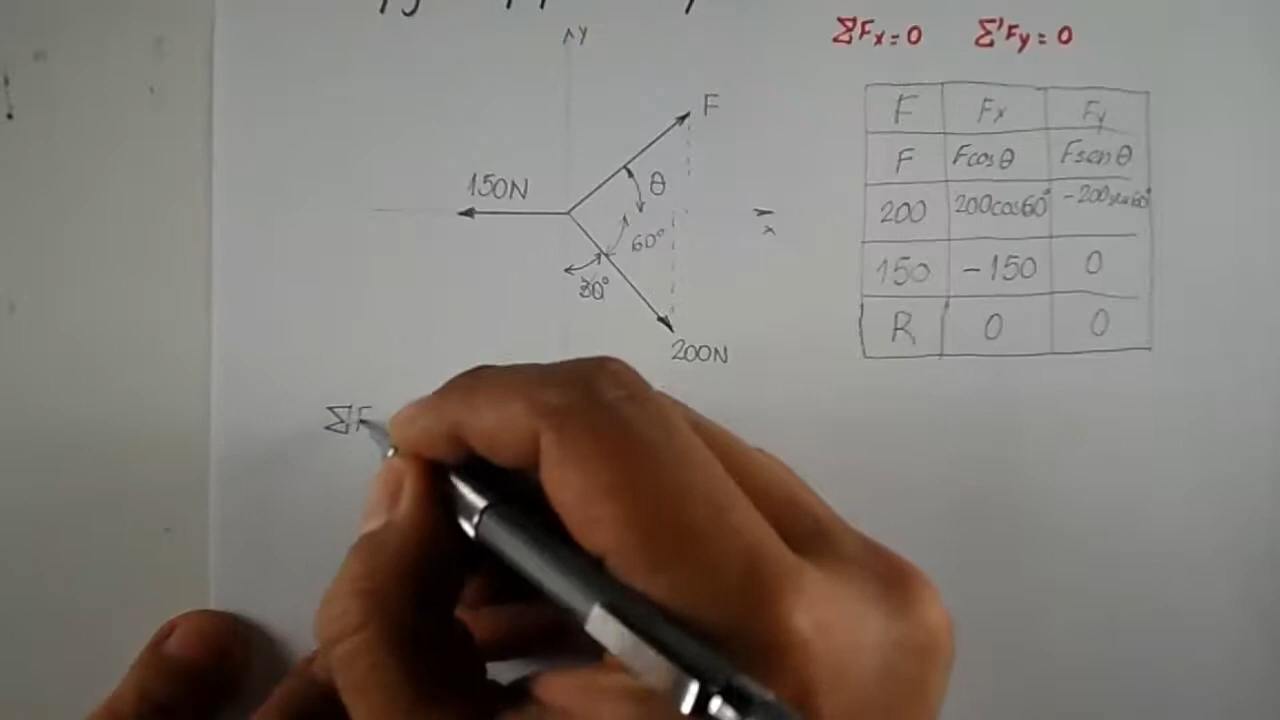 ΣFx=0 ΣFy=0
y
F
150N
θ
60°
x
30°
200N
F Fx Fy
F Fcosθ Fsenθ
200 200cos60° -200sen60°
150 -150 0
R 0 0
ΣF